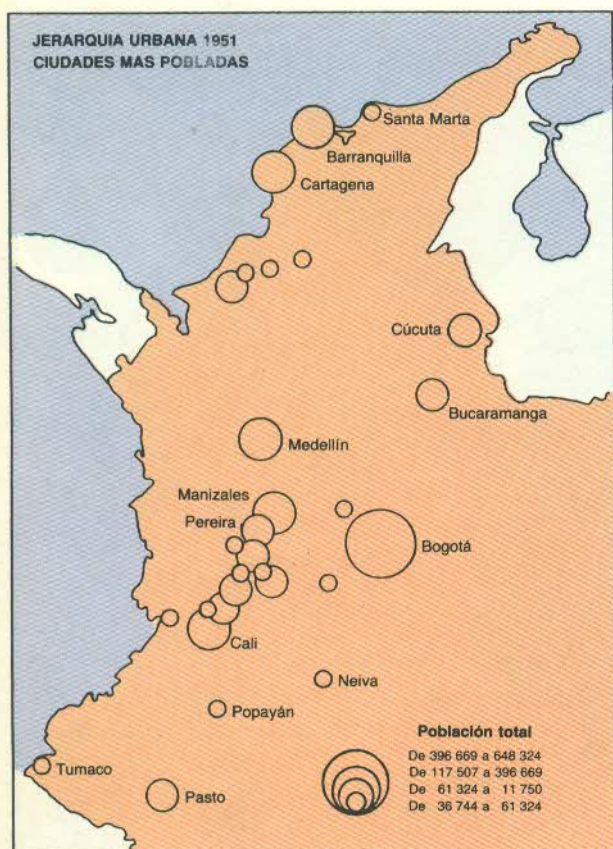 JERARQUIA URBANA 1951
CIUDADES MAS POBLADAS
Santa Marta
Barranquilla
Cartagena
Cúcuta
Bucaramanga
Medellín
Manizales
Pereira
Bogotá
Cali
Neiva
Popayán
Tumaco
Pasto
Población total
De 396 669 a 648 324
De 117 507 a 396 669
De 61 324 a 11 750
De 36 744 a 61 324